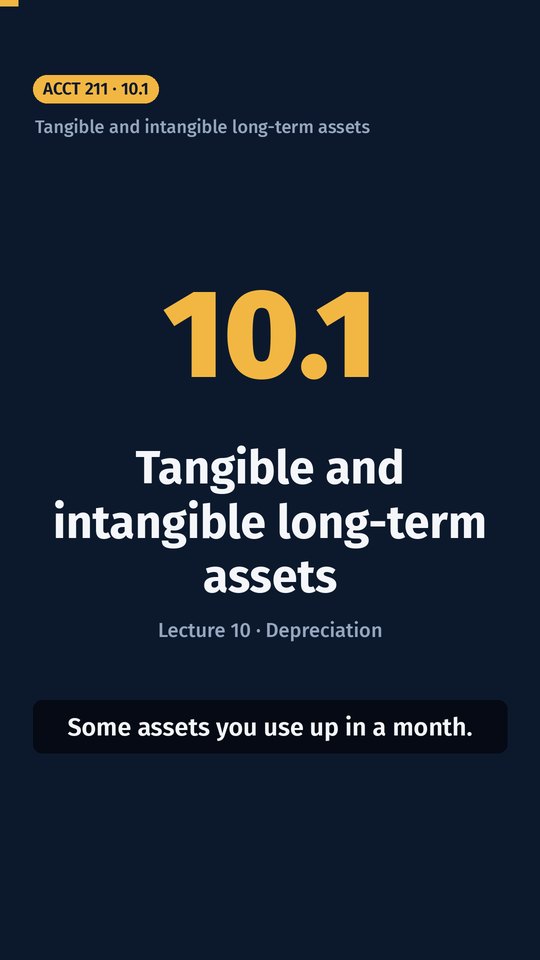 ACCT 211 · 10.1
Tangible and intangible long-term assets
10.1
Tangible and
intangible long-term
assets
Lecture 10 · Depreciation
Some assets you use up in a month.